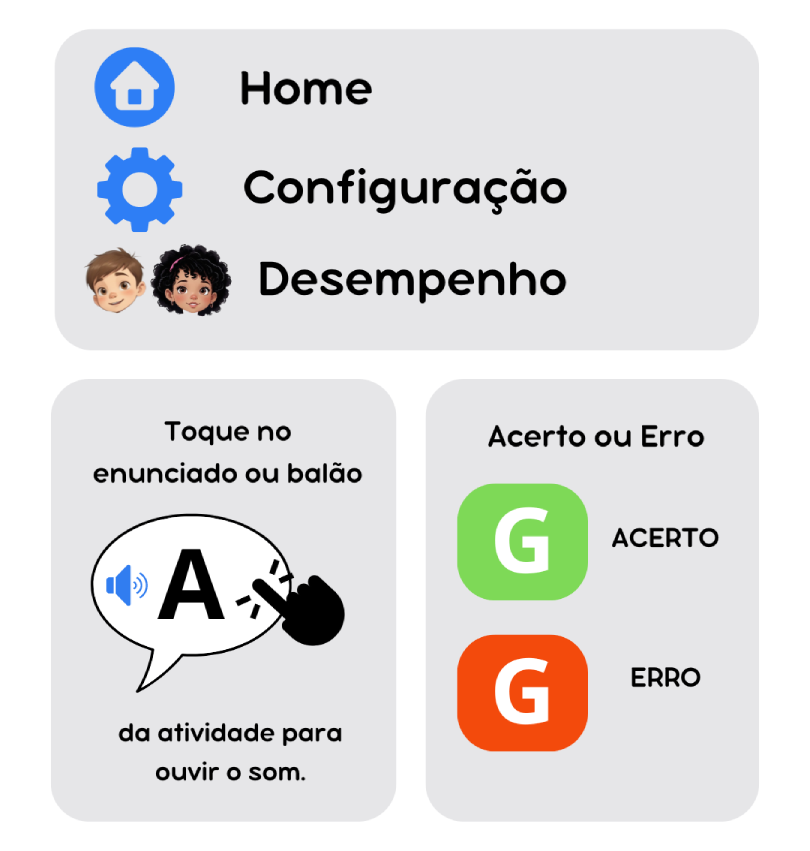 Home
Configuração
Desempenho
Toque no
enunciado ou balão
A
da atividade para
ouvir o som.
Acerto ou Erro
G
ACERTO
G
ERRO